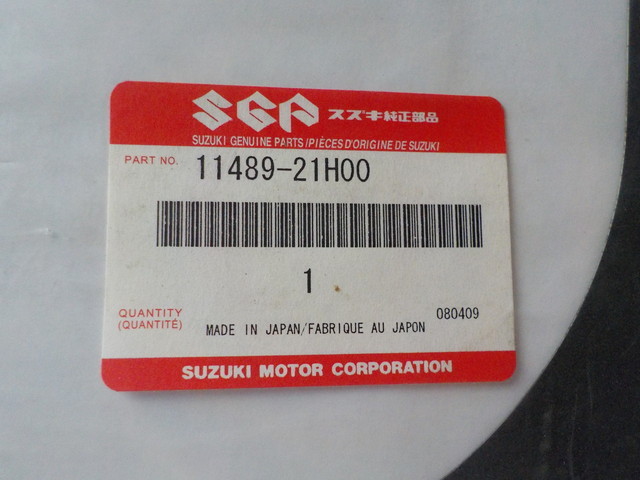 SGP スズキ純正部品
SUZUKI GENUINE PARTS/PIÈCES D'ORIGINE DE SUZUKI
PART NO. 11489-21H00
1
QUANTITY
(QUANTITÉ)
080409
MADE IN JAPAN/FABRIQUE AU JAPON
SUZUKI MOTOR CORPORATION